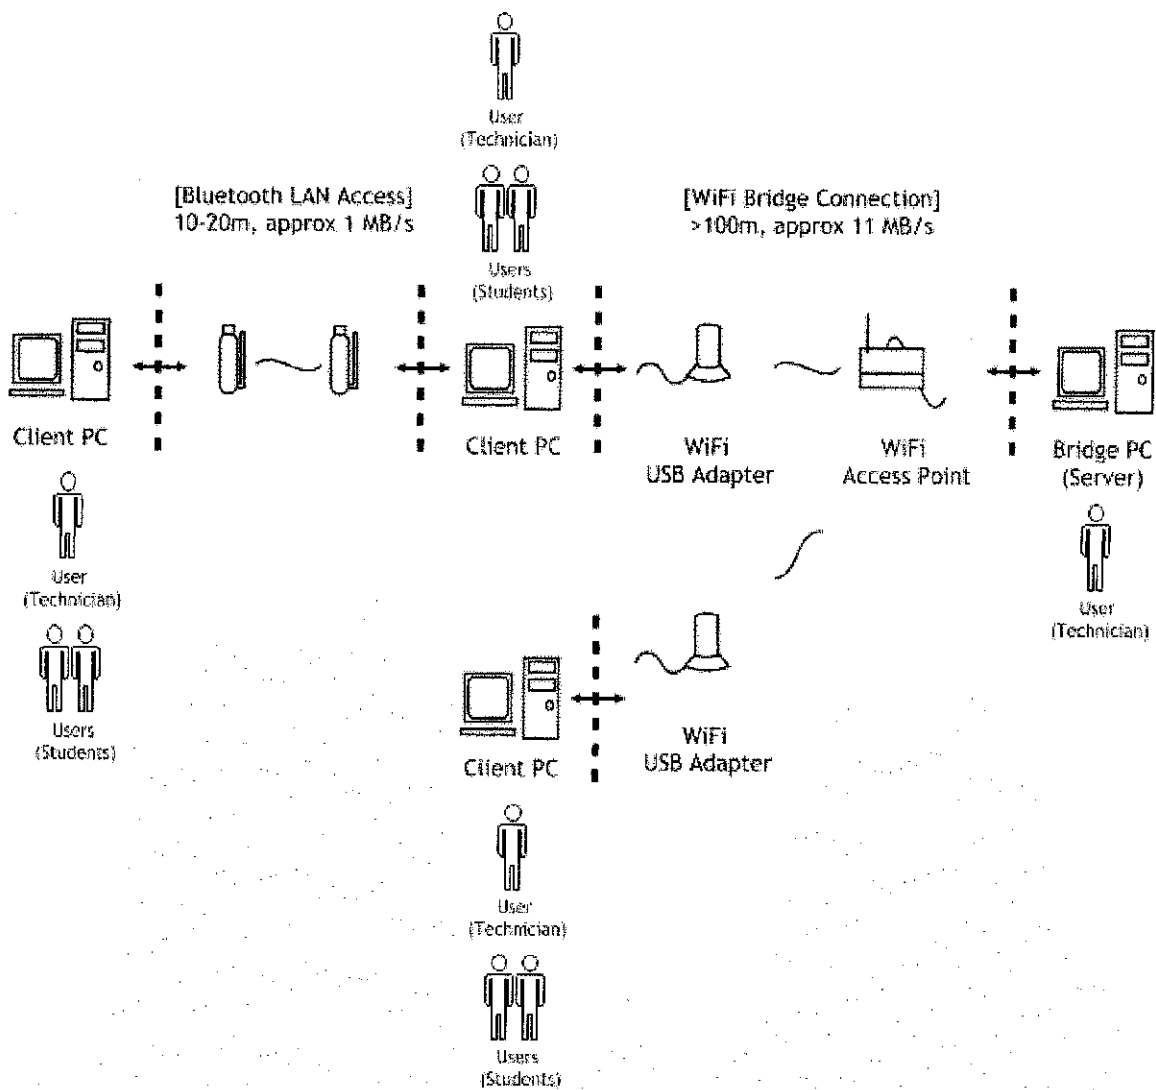 User
(Technician)
[Bluetooth LAN Access]
10-20m, approx 1 MB/s
[WiFi Bridge Connection]
>100m, approx 11 MB/s
Users
(Students)
Client PC
Client PC
WiFi
USB Adapter
WiFi
Access Point
Bridge PC
(Server)
User
(Technician)
User
(Technician)
Users
(Students)
Client PC
WiFi
USB Adapter
User
(Technician)
Users
(Students)